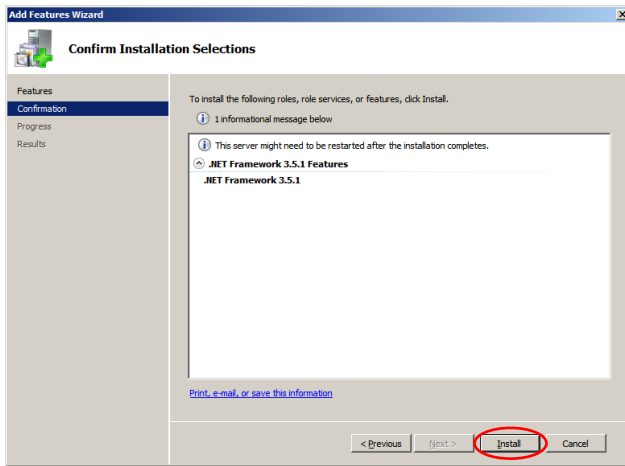 Add Features Wizard
Confirm Installation Selections
Features
Confirmation
Progress
Results
To install the following roles, role services, or features, click Install.
1 informational message below
This server might need to be restarted after the installation completes.
.NET Framework 3.5.1 Features
.NET Framework 3.5.1
Print, e-mail, or save this information
< Previous
Next >
Install
Cancel